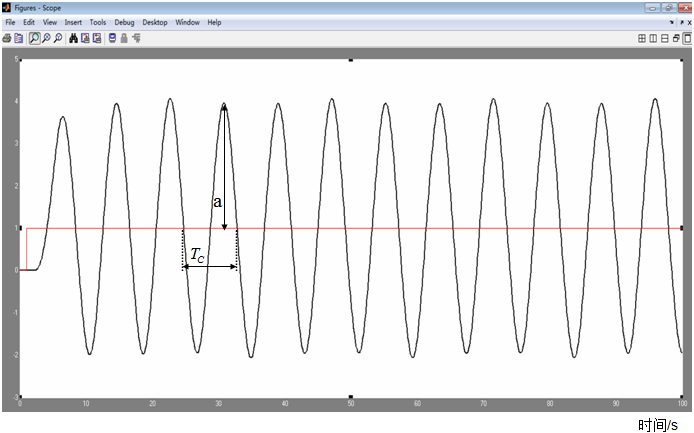 Figures - Scope
File Edit View Insert Tools Debug Desktop Window Help
5
4
3
2
1
0
-1
-2
-3
a
T_C
0 10 20 30 40 50 60 70 80 90 100
时间/s